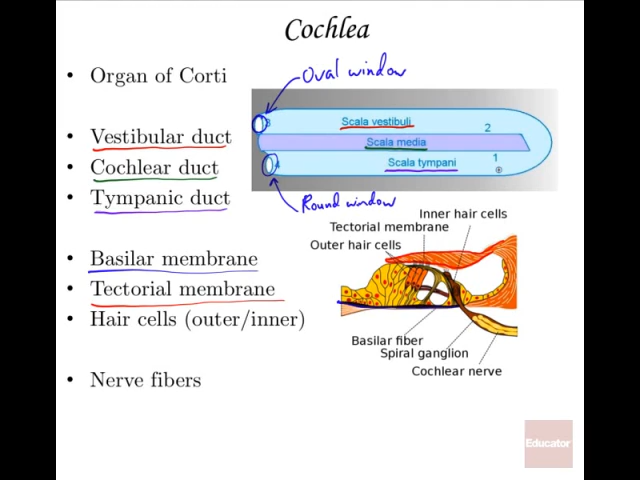 Cochlea
• Organ of Corti
• Vestibular duct
• Cochlear duct
• Tympanic duct
• Basilar membrane
• Tectorial membrane
• Hair cells (outer/inner)
• Nerve fibers
Oval window
3
Scala vestibuli
2
Scala media
4
Scala tympani
1
Round window
Inner hair cells
Tectorial membrane
Outer hair cells
Basilar fiber
Spiral ganglion
Cochlear nerve
Educator